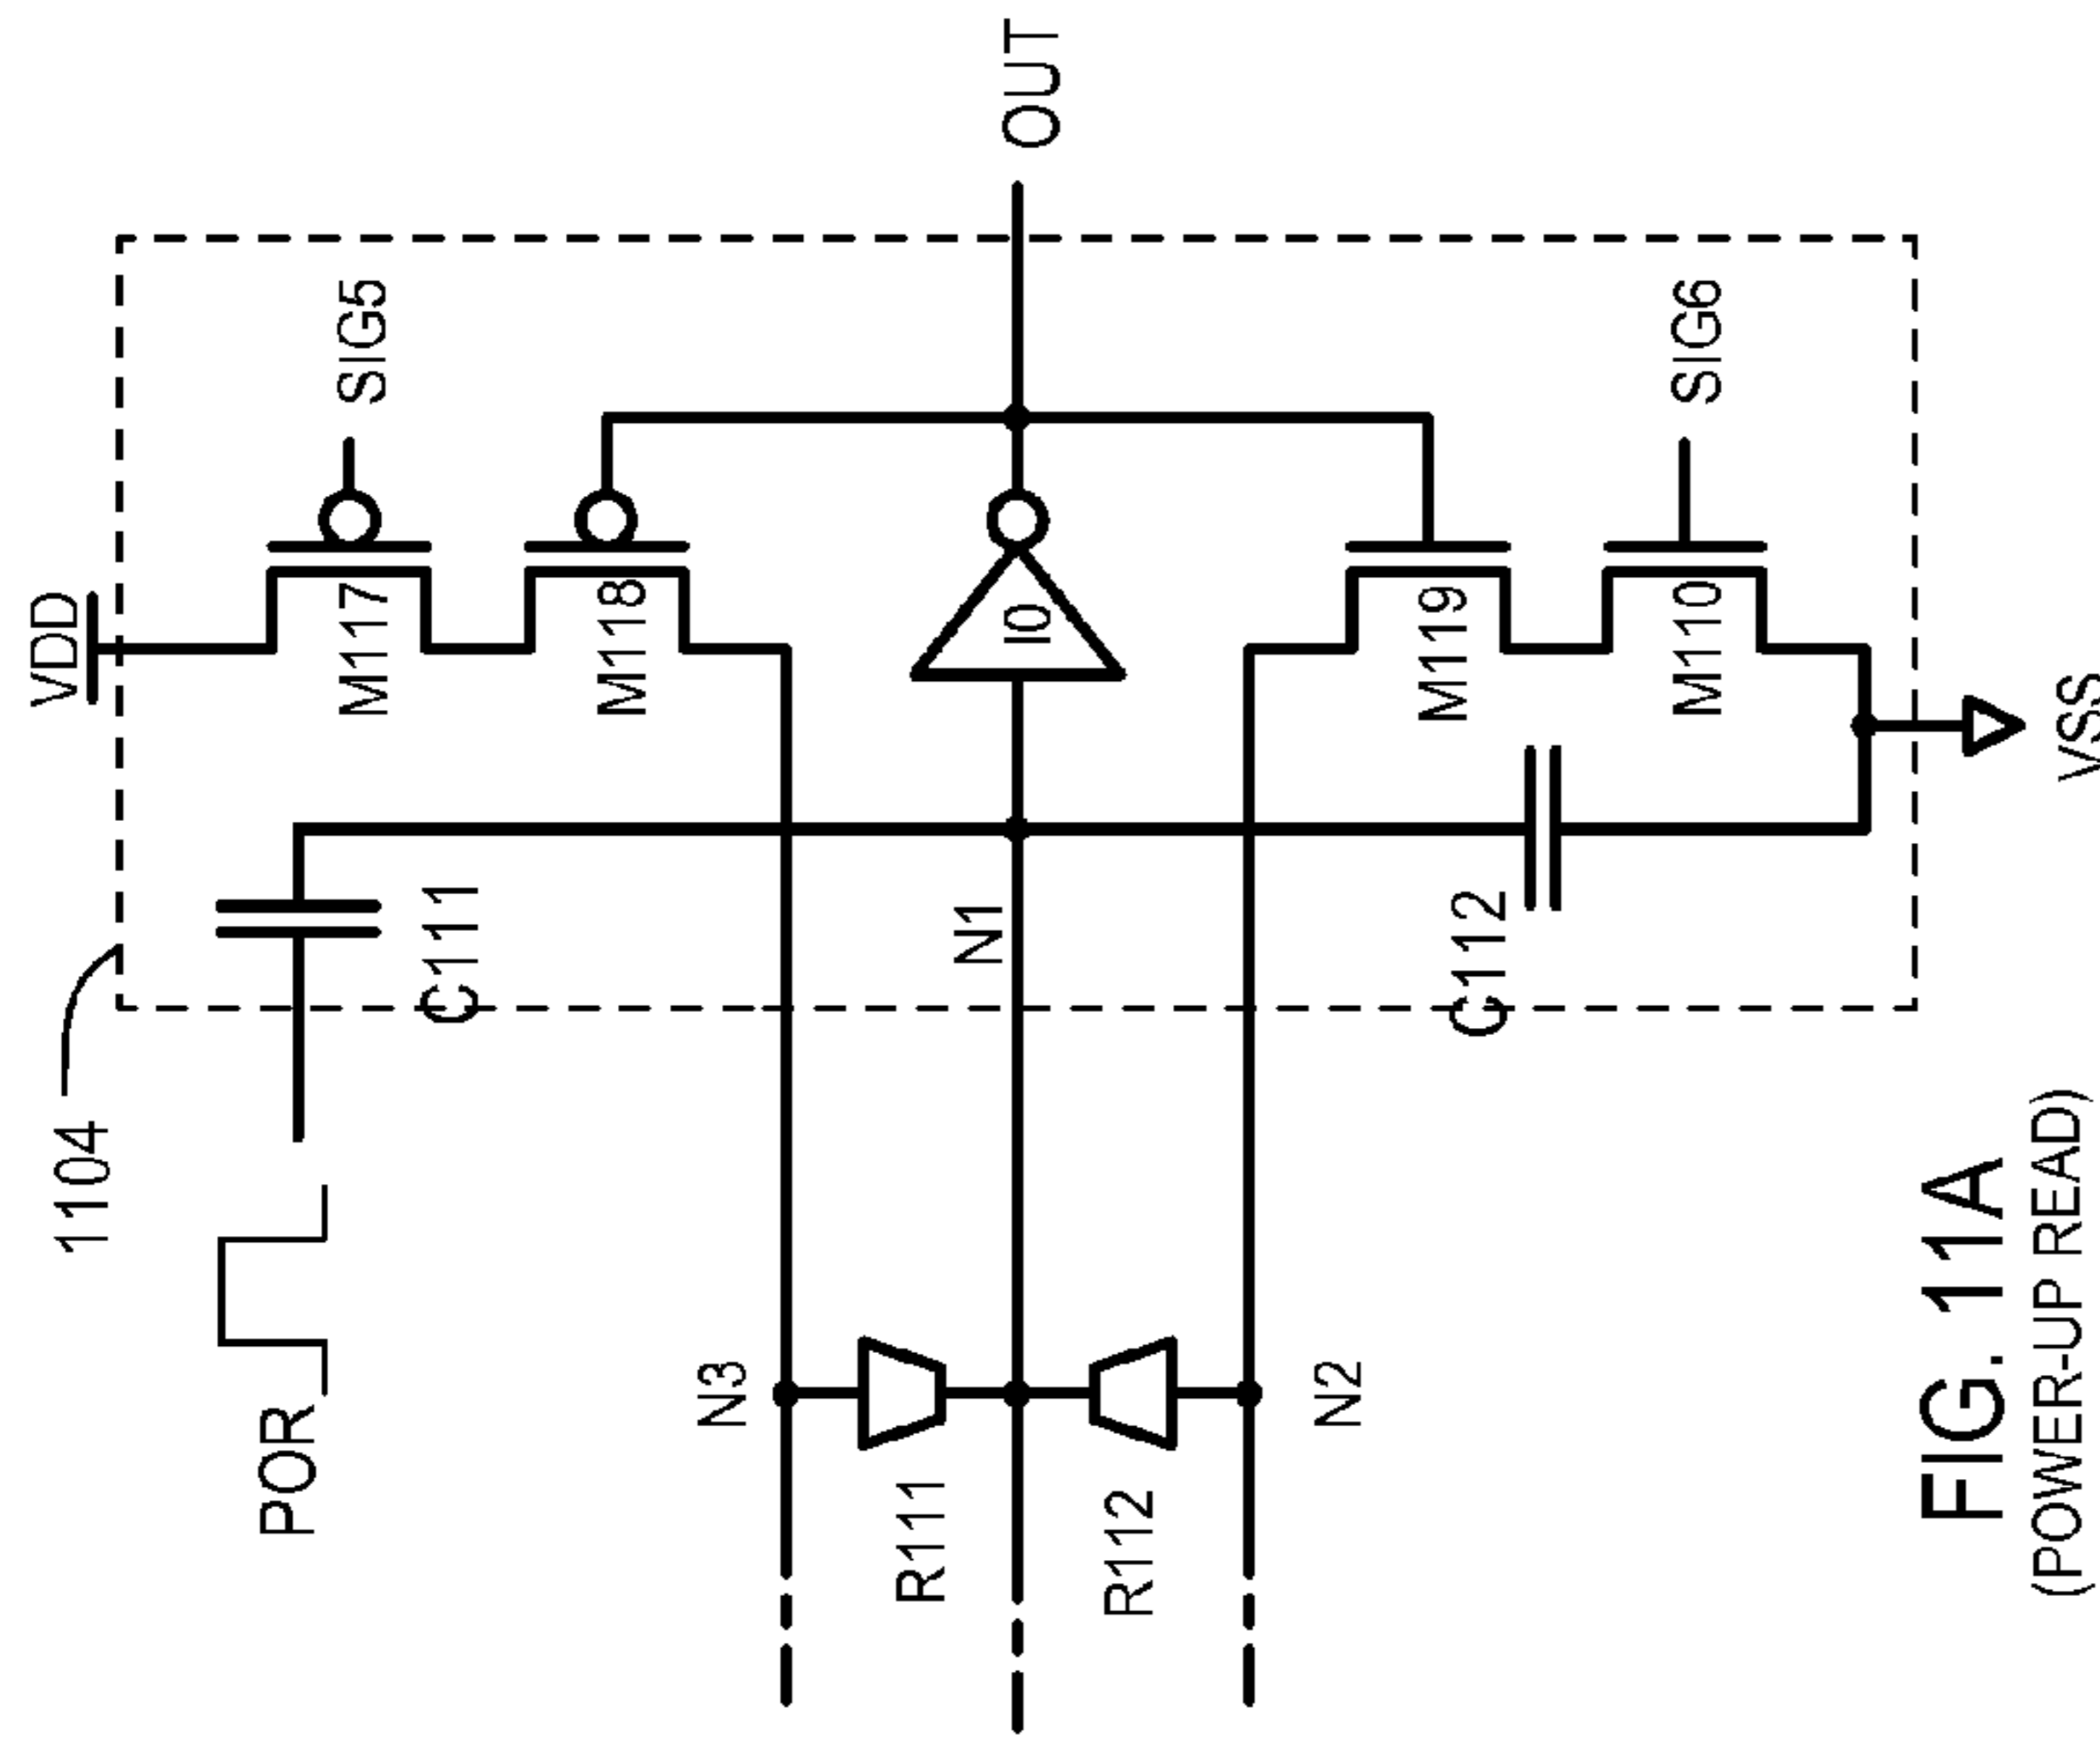 1104
VDD
SIG5
M117
M118
POR
C111
N3
R111
N1
I0
OUT
R112
N2
M119
C112
M110
SIG6
VSS
FIG. 11A
(POWER-UP READ)